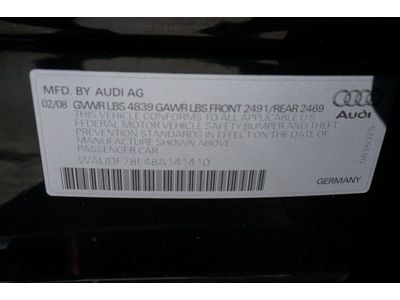 MFD. BY AUDI AG
02/08 GVWR LBS 4839 GAWR LBS FRONT 2491/REAR 2469
THIS VEHICLE CONFORMS TO ALL APPLICABLE U.S
FEDERAL MOTOR VEHICLE SAFETY BUMPER AND THEFT
PREVENTION STANDARDS IN EFFECT ON THE DATE
OF MANUFACTURE SHOWN ABOVE
PASSENGER CAR
WAUDF78E48A141410
Audi
GERMANY